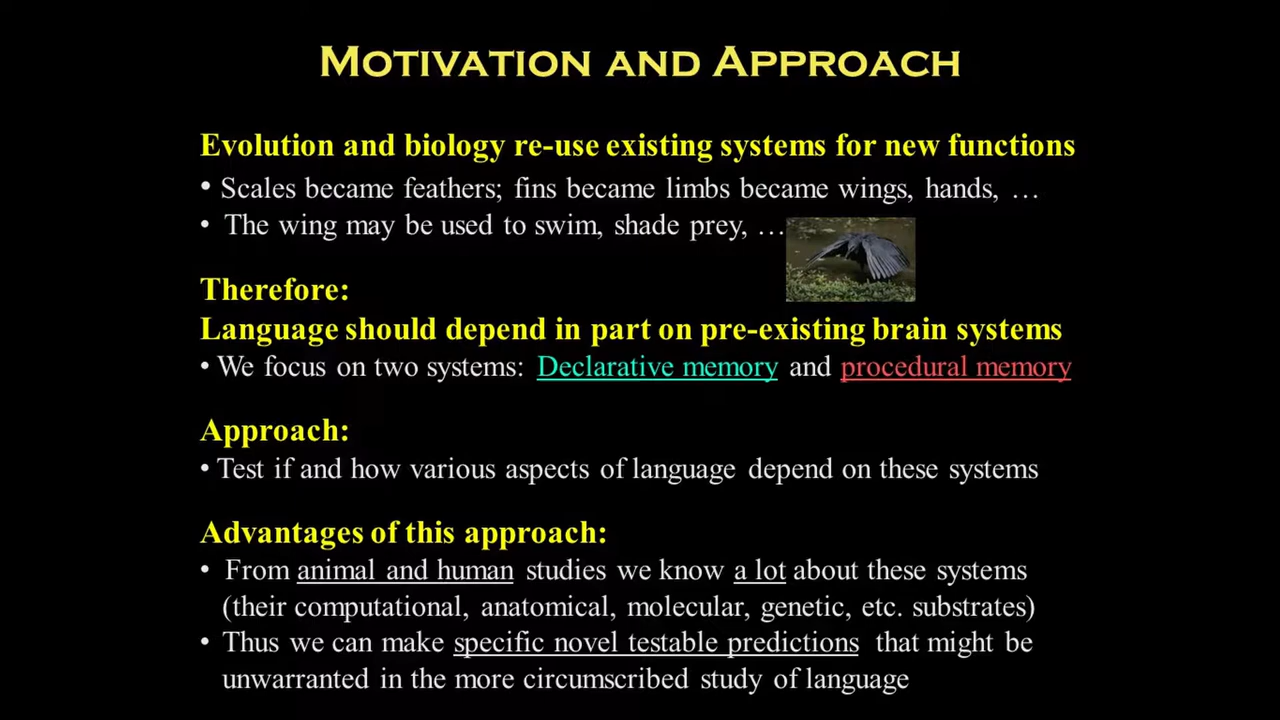 MOTIVATION AND APPROACH
Evolution and biology re-use existing systems for new functions
• Scales became feathers; fins became limbs became wings, hands, …
• The wing may be used to swim, shade prey, …
Therefore:
Language should depend in part on pre-existing brain systems
• We focus on two systems: Declarative memory and procedural memory
Approach:
• Test if and how various aspects of language depend on these systems
Advantages of this approach:
• From animal and human studies we know a lot about these systems
(their computational, anatomical, molecular, genetic, etc. substrates)
• Thus we can make specific novel testable predictions that might be
unwarranted in the more circumscribed study of language